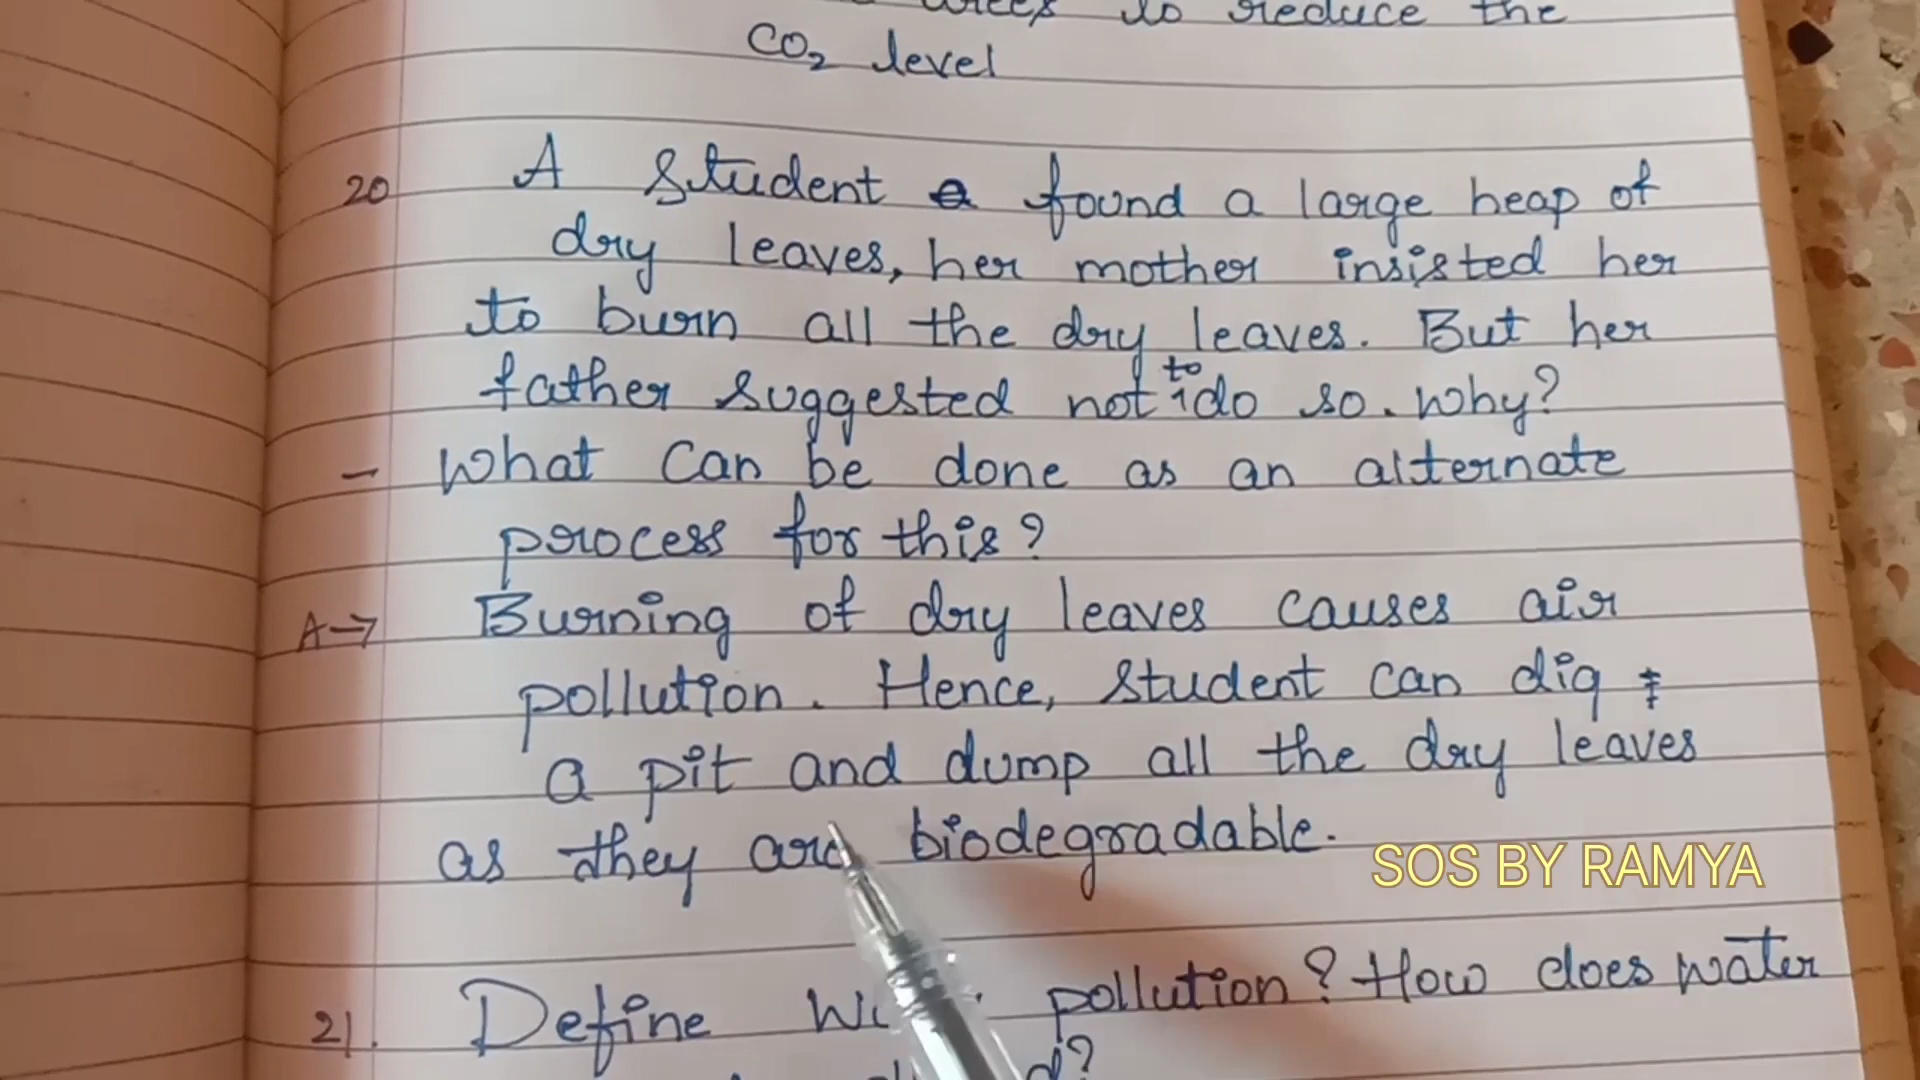 to reduce the
CO₂ level
20 A student found a large heap of
dry leaves, her mother insisted her
to burn all the dry leaves. But her
father suggested not to do so. Why?
- What can be done as an alternate
process for this?
A→ Burning of dry leaves causes air
pollution. Hence, student can dig
a pit and dump all the dry leaves
as they are biodegradable.
SOS BY RAMYA
21. Define pollution? How does water